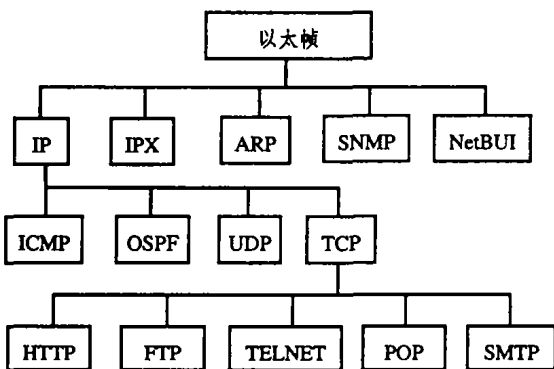 以太帧
IP IPX ARP SNMP NetBUI
ICMP OSPF UDP TCP
HTTP FTP TELNET POP SMTP